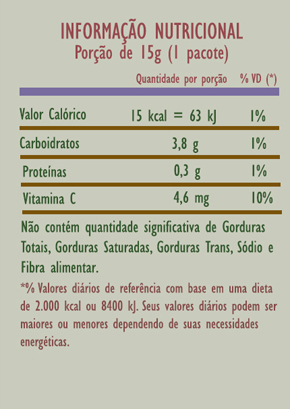 INFORMAÇÃO NUTRICIONAL
Porção de 15g (1 pacote)
Quantidade por porção % VD (*)
Valor Calórico 15 kcal = 63 kJ 1%
Carboidratos 3,8 g 1%
Proteínas 0,3 g 1%
Vitamina C 4,6 mg 10%
Não contém quantidade significativa de Gorduras
Totais, Gorduras Saturadas, Gorduras Trans, Sódio e
Fibra alimentar.
*% Valores diários de referência com base em uma dieta
de 2.000 kcal ou 8400 kJ. Seus valores diários podem ser
maiores ou menores dependendo de suas necessidades
energéticas.